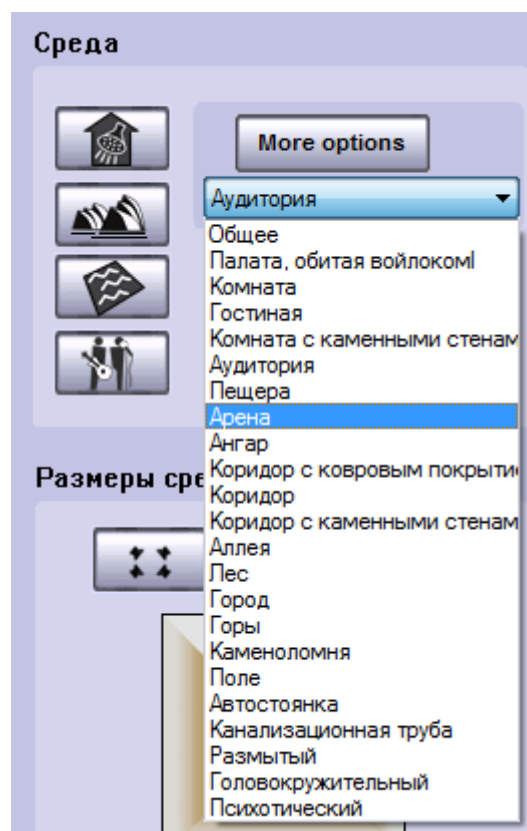 Среда
More options
Аудитория
Общее
Палата, обитая войлокомl
Комната
Гостиная
Комната с каменными стенам
Аудитория
Пещера
Арена
Ангар
Коридор с ковровым покрыти
Коридор
Коридор с каменными стенам
Аллея
Лес
Город
Горы
Каменоломня
Поле
Автостоянка
Канализационная труба
Размытый
Головокружительный
Психотический
Размеры сре